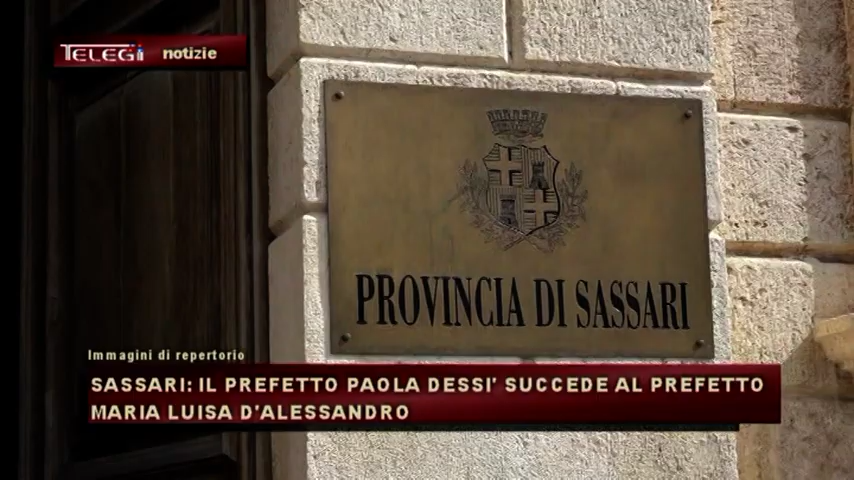 TELEGI notizie
PROVINCIA DI SASSARI
Immagini di repertorio
SASSARI: IL PREFETTO PAOLA DESSI' SUCCEDE AL PREFETTO
MARIA LUISA D'ALESSANDRO